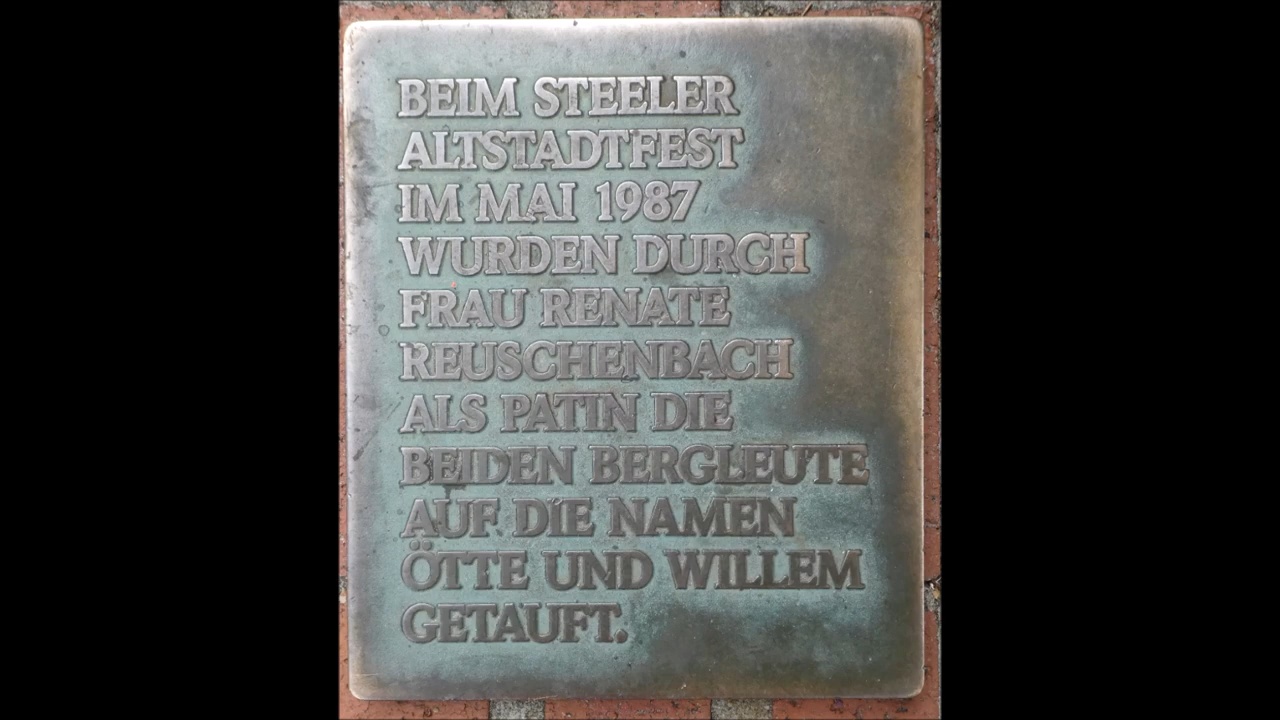 BEIM STEELER
ALTSTADTFEST
IM MAI 1987
WURDEN DURCH
FRAU RENATE
REUSCHENBACH
ALS PATIN DIE
BEIDEN BERGLEUTE
AUF DIE NAMEN
ÖTTE UND WILLEM
GETAUFT.